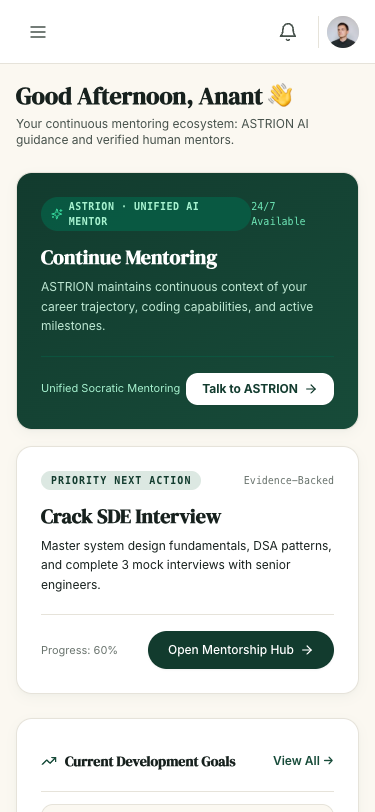 Good Afternoon, Anant 👋
Your continuous mentoring ecosystem: ASTRION AI
guidance and verified human mentors.
ASTRION · UNIFIED AI
MENTOR
24/7
Available
Continue Mentoring
ASTRION maintains continuous context of your
career trajectory, coding capabilities, and active
milestones.
Unified Socratic Mentoring
Talk to ASTRION →
PRIORITY NEXT ACTION
Evidence-Backed
Crack SDE Interview
Master system design fundamentals, DSA patterns,
and complete 3 mock interviews with senior
engineers.
Progress: 60%
Open Mentorship Hub →
Current Development Goals
View All →